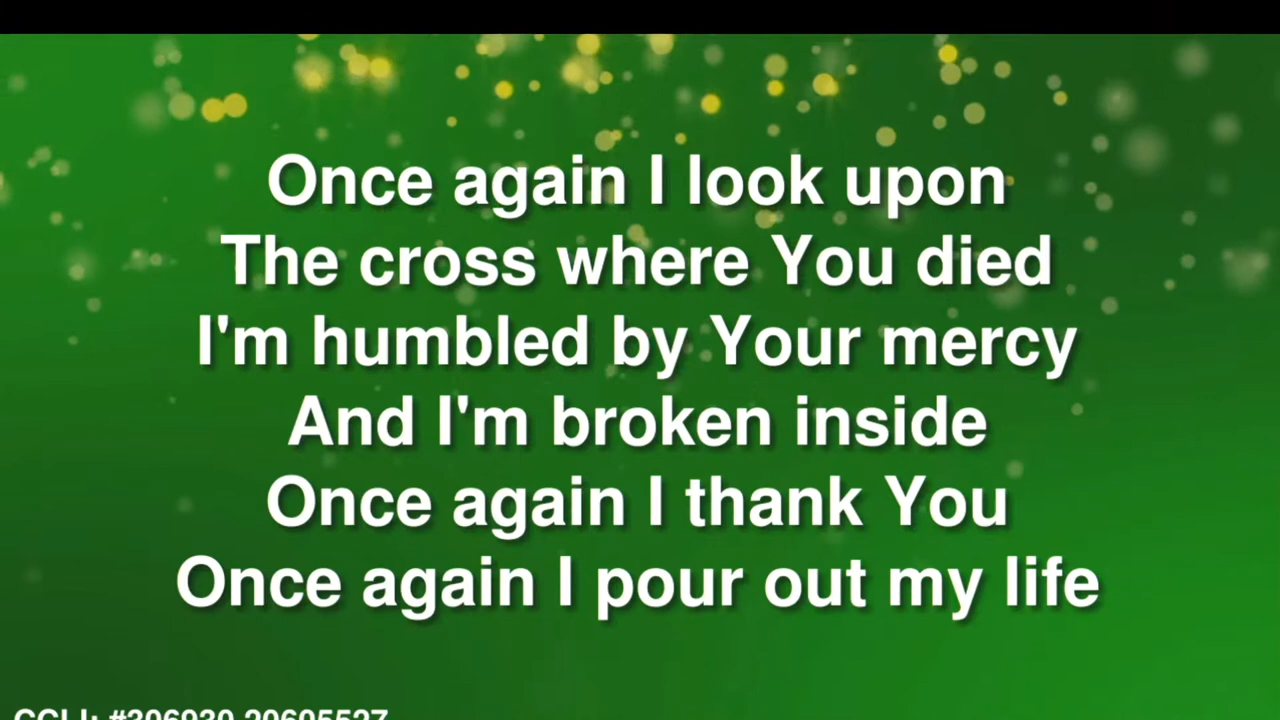 Once again I look upon
The cross where You died
I'm humbled by Your mercy
And I'm broken inside
Once again I thank You
Once again I pour out my life
CCLI: #306930 20605527